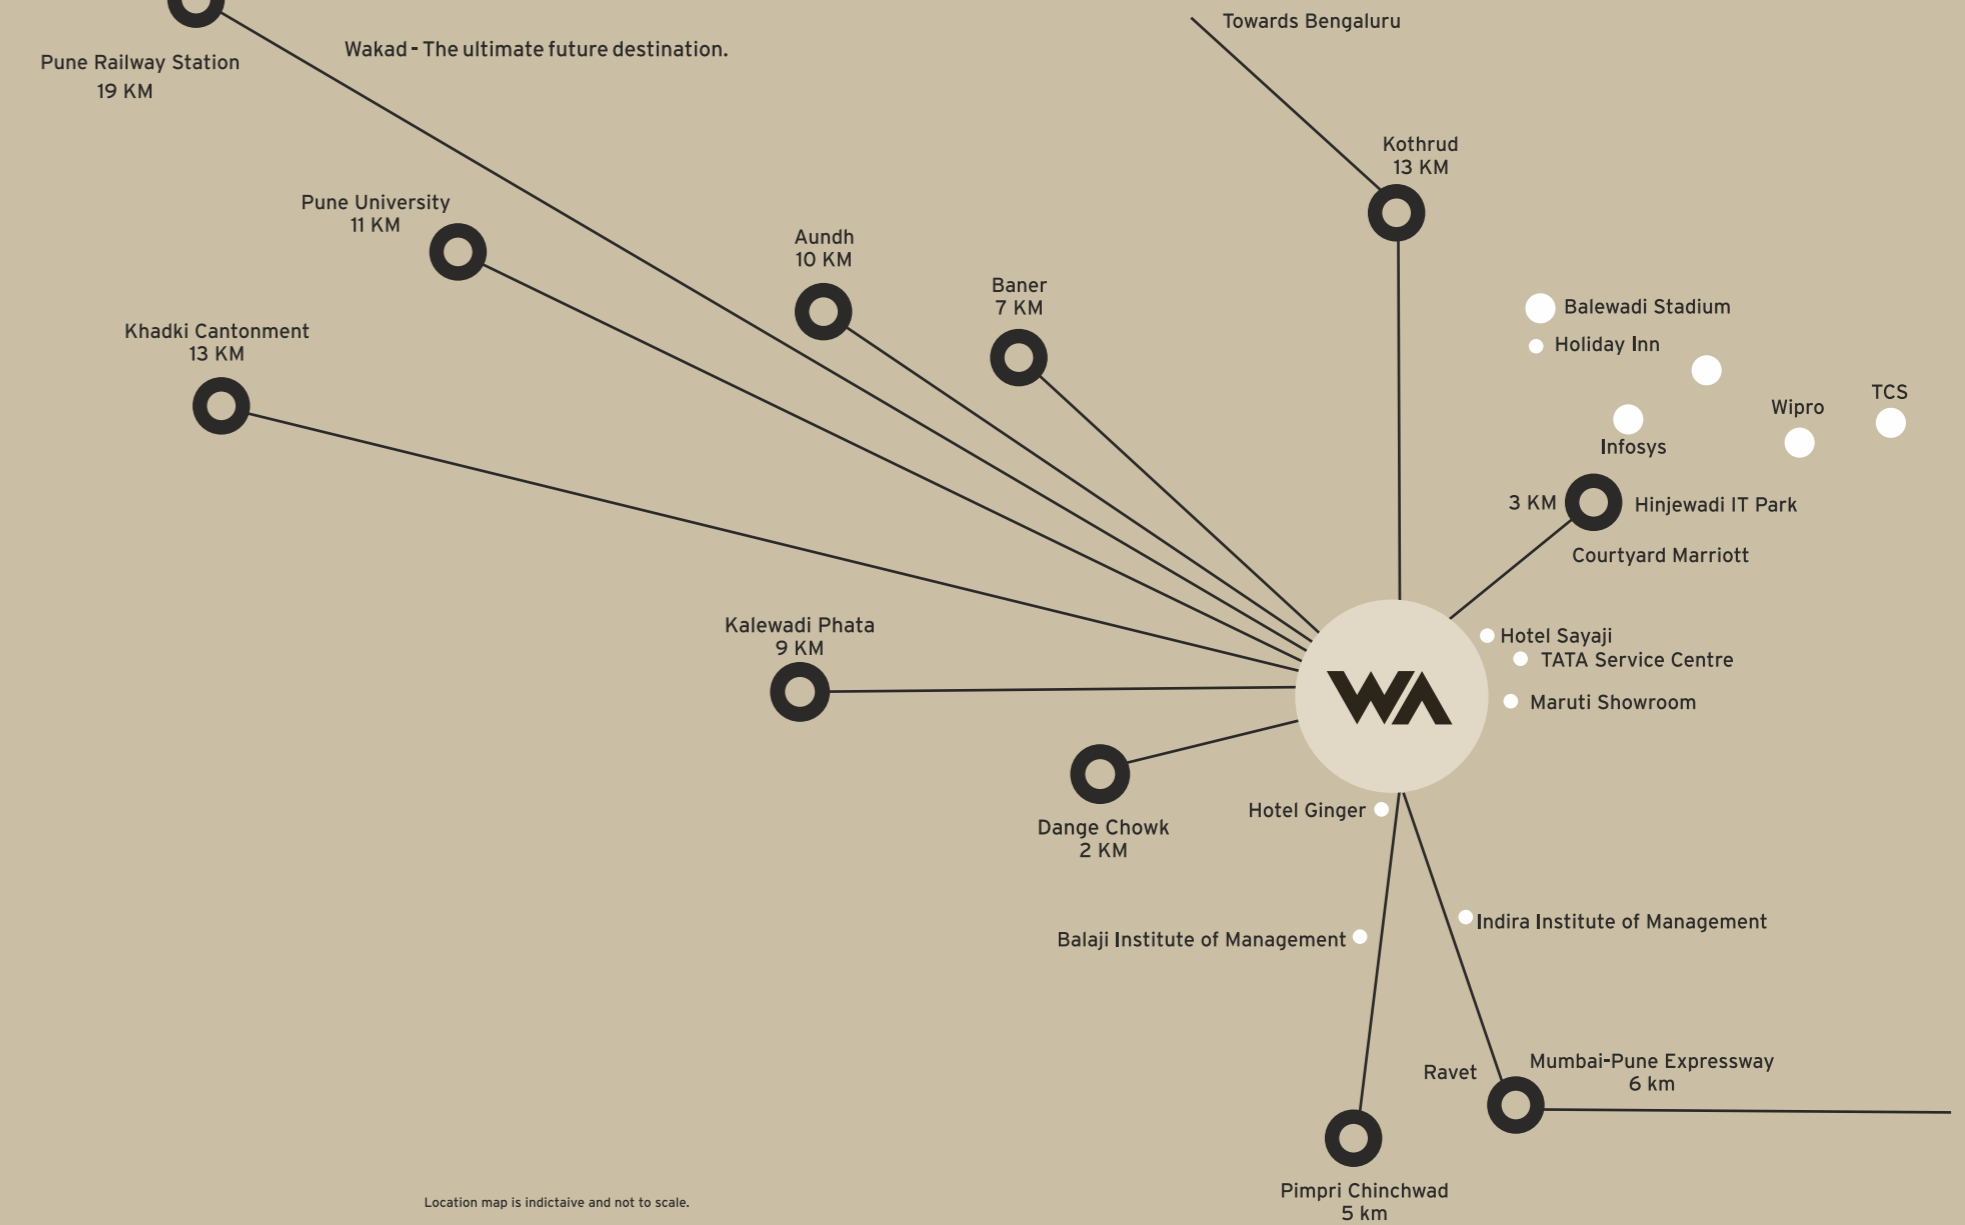 Towards Bengaluru
Wakad - The ultimate future destination.
Pune Railway Station
19 KM
Kothrud
13 KM
Pune University
11 KM
Aundh
10 KM
Baner
7 KM
Balewadi Stadium
Holiday Inn
Khadki Cantonment
13 KM
TCS
Wipro
Infosys
3 KM
Hinjewadi IT Park
Courtyard Marriott
Kalewadi Phata
9 KM
Hotel Sayaji
TATA Service Centre
WA
Maruti Showroom
Hotel Ginger
Dange Chowk
2 KM
Indira Institute of Management
Balaji Institute of Management
Ravet
Mumbai-Pune Expressway
6 km
Pimpri Chinchwad
5 km
Location map is indictaive and not to scale.